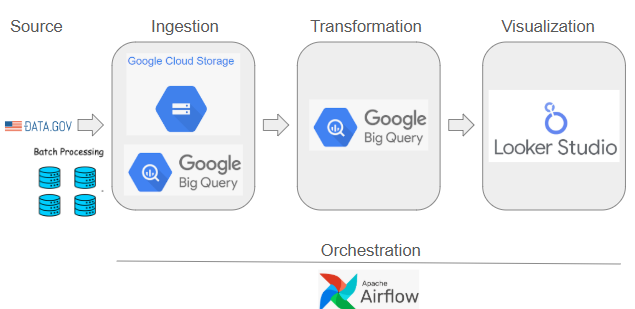 Source
Ingestion
Transformation
Visualization
Google Cloud Storage
DATA.GOV
Batch Processing
Google
Big Query
Google
Big Query
Looker Studio
Orchestration
Apache
Airflow